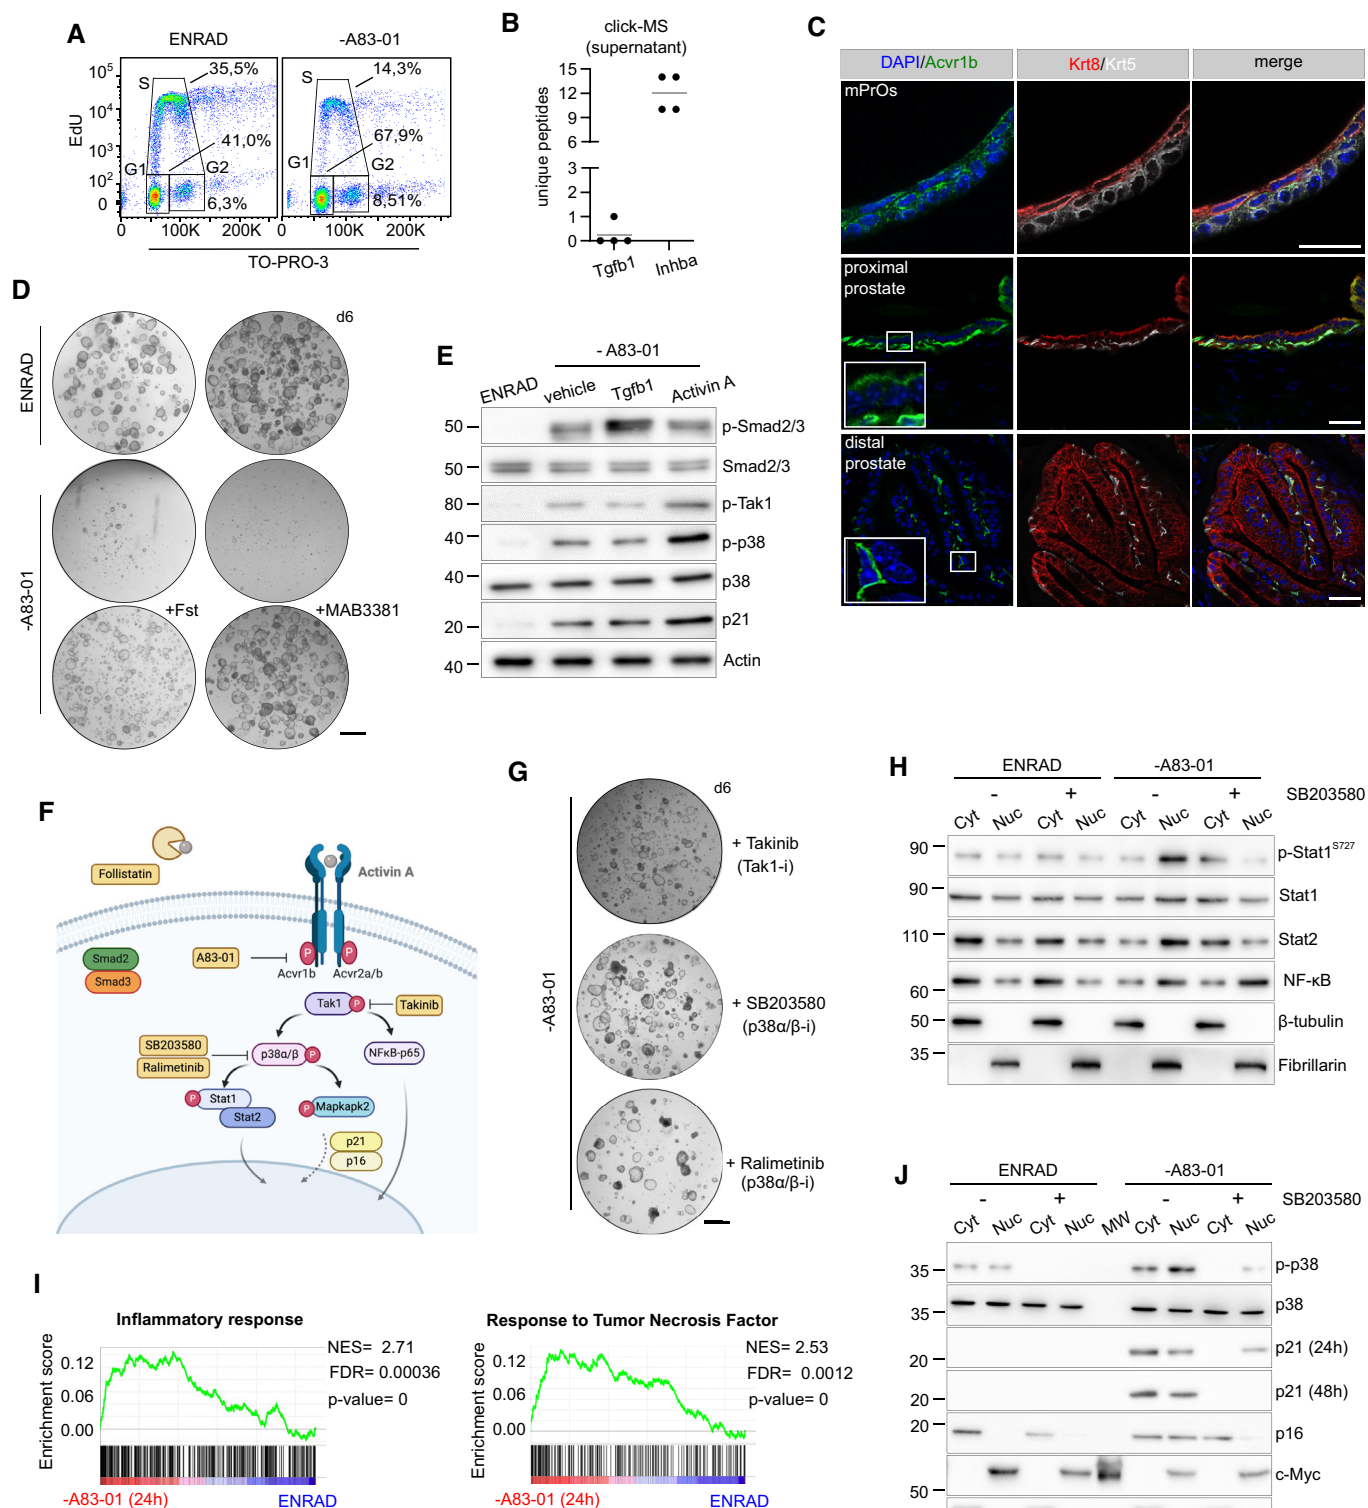 A
ENRAD
-A83-01
EdU
10⁵
10⁴
10³
10²
0
S
35,5%
41,0%
G1
G2
6,3%
14,3%
S
67,9%
G1
G2
8,51%
0
100K
200K
0
100K
200K
TO-PRO-3
B
click-MS
(supernatant)
unique peptides
15
12
9
6
3
2
1
0
Tgfb1
Inhba
C
DAPI/Acvr1b
Krt8/Krt5
merge
mPrOs
proximal
prostate
distal
prostate
D
d6
ENRAD
-A83-01
+Fst
+MAB3381
E
- A83-01
ENRAD
vehicle
Tgfb1
Activin A
50
p-Smad2/3
50
Smad2/3
80
p-Tak1
40
p-p38
40
p38
20
p21
40
Actin
F
Follistatin
Activin A
Smad2
Smad3
A83-01
P
P
Acvr1b
Acvr2a/b
Tak1
P
Takinib
SB203580
Ralimetinib
p38α/β
P
NFκB-p65
P
Stat1
Stat2
P
Mapkapk2
p21
p16
G
d6
-A83-01
+ Takinib
(Tak1-i)
+ SB203580
(p38α/β-i)
+ Ralimetinib
(p38α/β-i)
H
ENRAD
-A83-01
-
+
-
+
SB203580
Cyt
Nuc
Cyt
Nuc
Cyt
Nuc
Cyt
Nuc
90
p-Stat1ˢ⁷²⁷
90
Stat1
110
Stat2
60
NF-κB
50
β-tubulin
35
Fibrillarin
I
Inflammatory response
Enrichment score
0.12
0.06
0.00
NES= 2.71
FDR= 0.00036
p-value= 0
-A83-01 (24h)
ENRAD
Response to Tumor Necrosis Factor
Enrichment score
0.12
0.06
0.00
NES= 2.53
FDR= 0.0012
p-value= 0
-A83-01 (24h)
ENRAD
J
ENRAD
-A83-01
-
+
-
+
SB203580
Cyt
Nuc
Cyt
Nuc
MW
Cyt
Nuc
Cyt
Nuc
35
p-p38
35
p38
20
p21 (24h)
20
p21 (48h)
20
p16
50
c-Myc